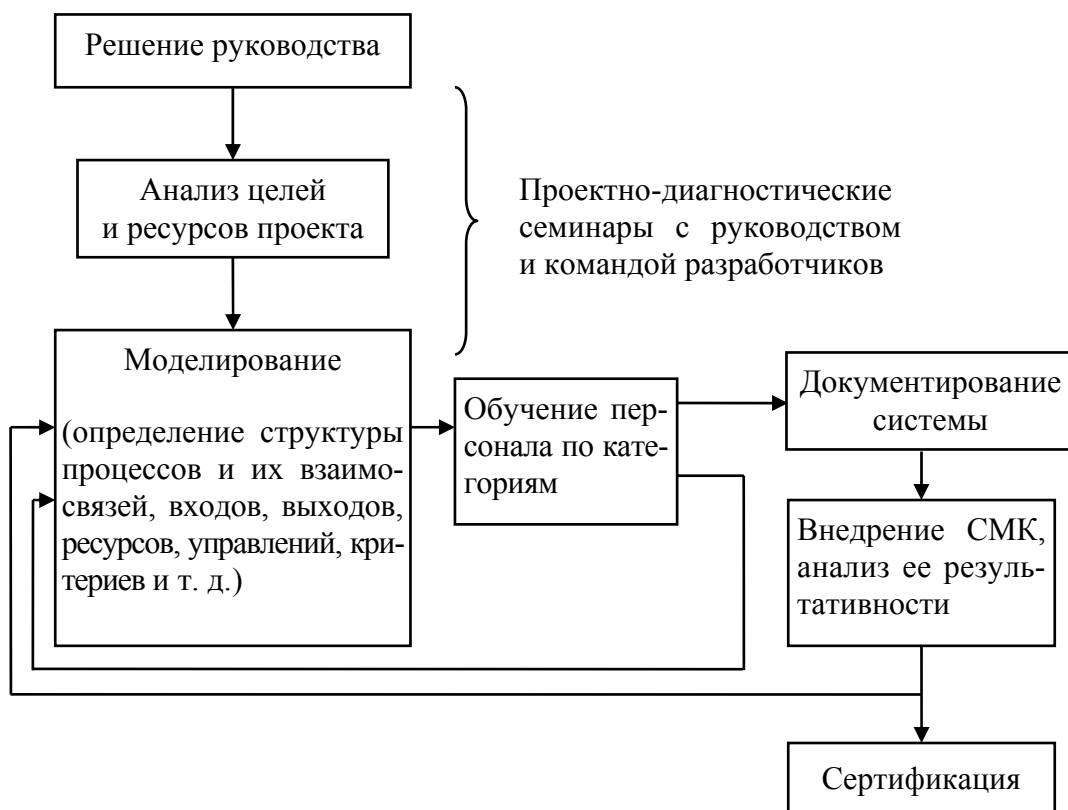 Решение руководства
Анализ целей
и ресурсов проекта
Проектно-диагностические
семинары с руководством
и командой разработчиков
Моделирование
(определение структуры
процессов и их взаимо-
связей, входов, выходов,
ресурсов, управлений, кри-
териев и т. д.)
Обучение пер-
сонала по кате-
гориям
Документирование
системы
Внедрение СМК,
анализ ее резуль-
тативности
Сертификация